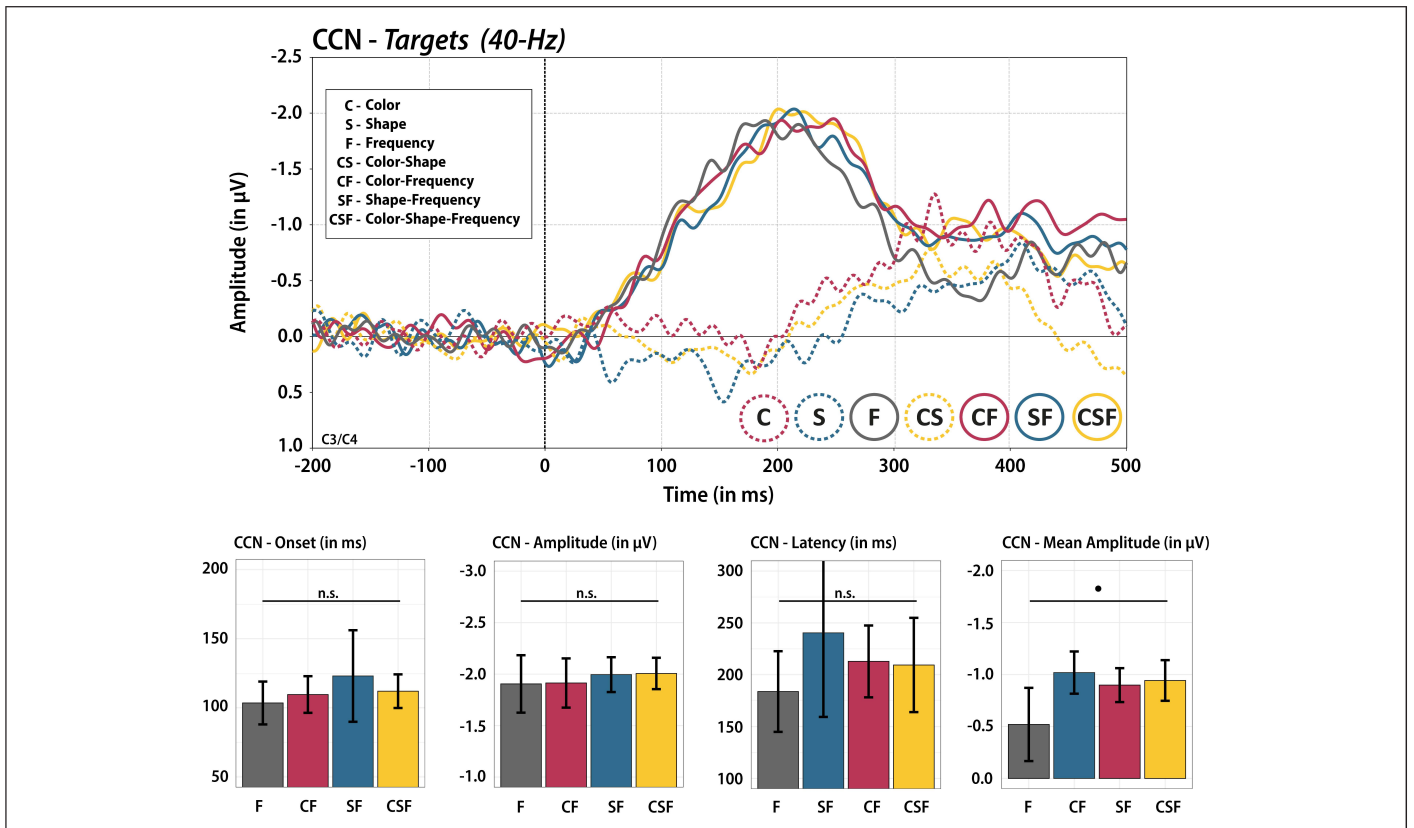 CCN - Targets (40-Hz)
-2.5
-2.0
-1.5
-1.0
-0.5
0.0
0.5
1.0
Amplitude (in µV)
C - Color
S - Shape
F - Frequency
CS - Color-Shape
CF - Color-Frequency
SF - Shape-Frequency
CSF - Color-Shape-Frequency
C S F CS CF SF CSF
C3/C4
-200 -100 0 100 200 300 400 500
Time (in ms)
CCN - Onset (in ms)
200
150
100
50
n.s.
F CF SF CSF
CCN - Amplitude (in µV)
-3.0
-2.5
-2.0
-1.5
-1.0
n.s.
F CF SF CSF
CCN - Latency (in ms)
300
250
200
150
100
n.s.
F SF CF CSF
CCN - Mean Amplitude (in µV)
-2.0
-1.5
-1.0
-0.5
0.0
•
F CF SF CSF